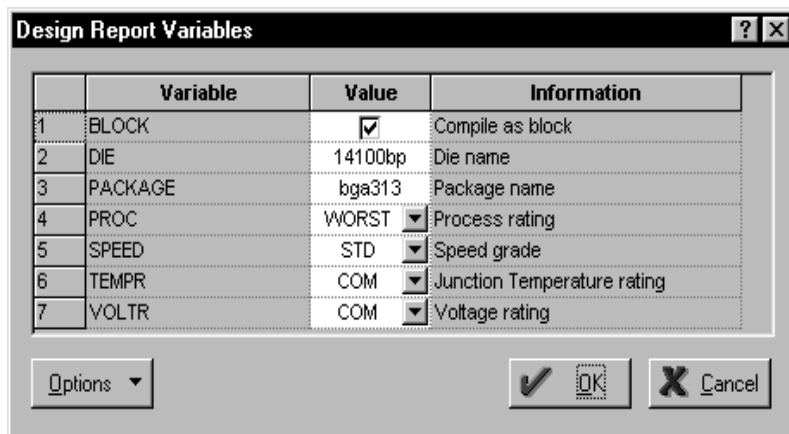 Design Report Variables ? X
Variable Value Information
1 BLOCK Compile as block
2 DIE 14100bp Die name
3 PACKAGE bga313 Package name
4 PROC WORST Process rating
5 SPEED STD Speed grade
6 TEMPR COM Junction Temperature rating
7 VOLTR COM Voltage rating
Options OK Cancel